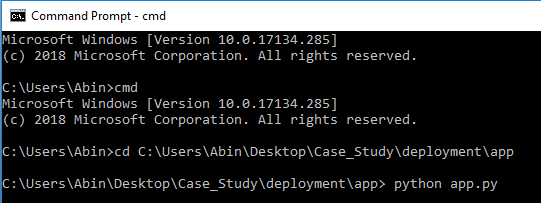 Command Prompt - cmd
Microsoft Windows [Version 10.0.17134.285]
(c) 2018 Microsoft Corporation. All rights reserved.
C:\Users\Abin>cmd
Microsoft Windows [Version 10.0.17134.285]
(c) 2018 Microsoft Corporation. All rights reserved.
C:\Users\Abin>cd C:\Users\Abin\Desktop\Case_Study\deployment\app
C:\Users\Abin\Desktop\Case_Study\deployment\app> python app.py